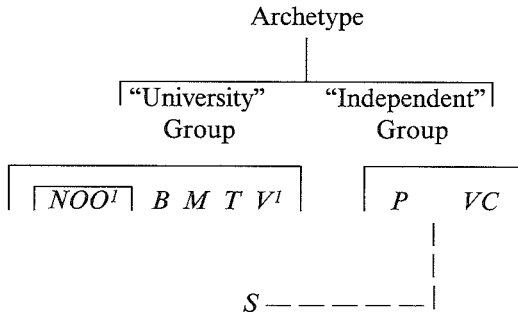 Archetype
“University” “Independent”
Group Group
NOO¹ B M T V¹ P VC
S